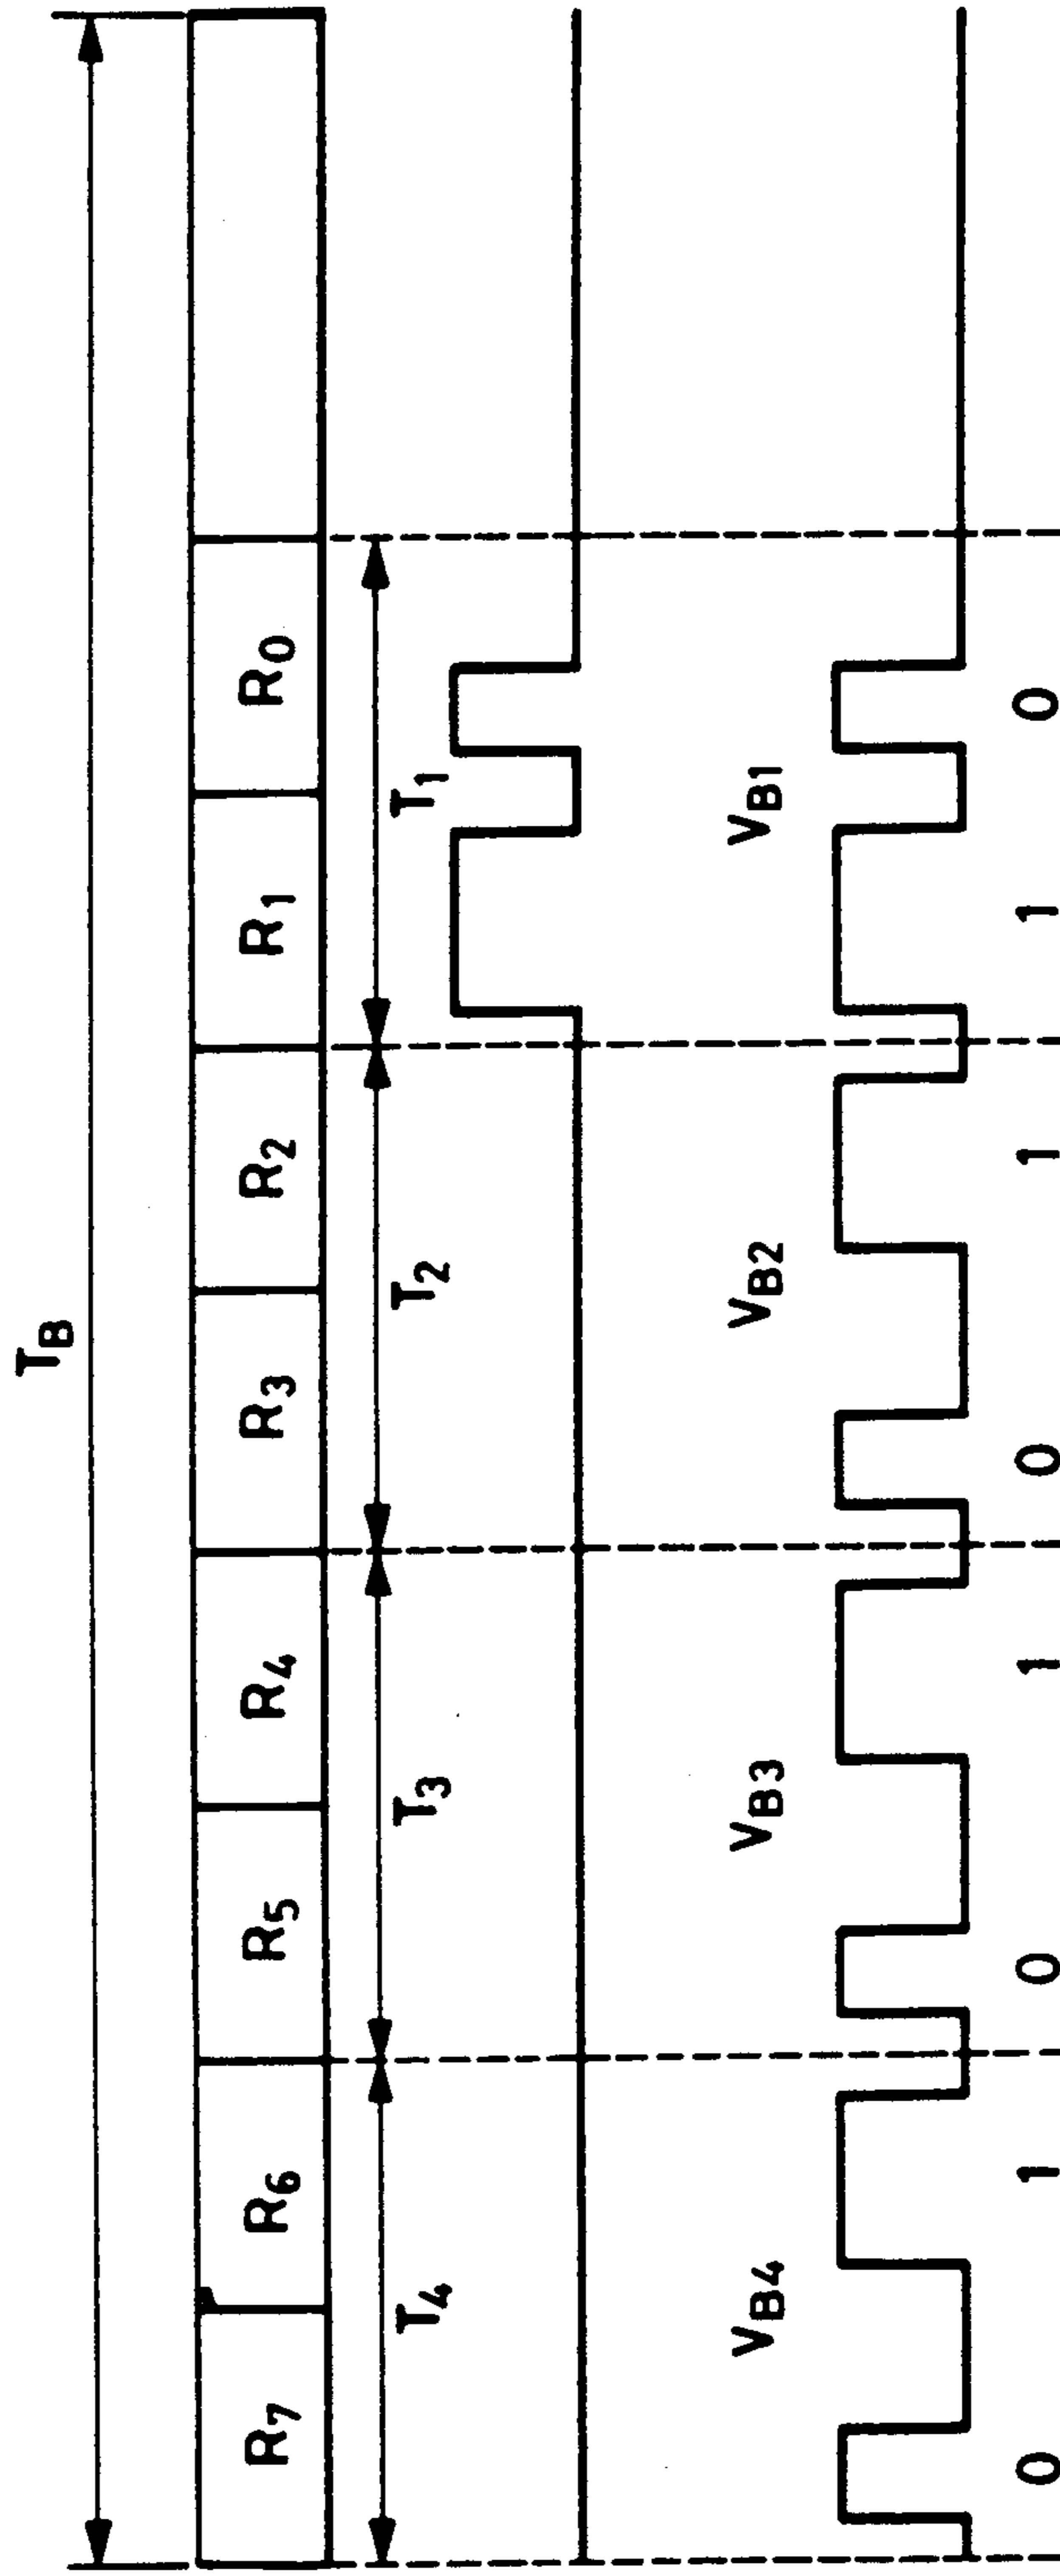 T_B
R_7 R_6 R_5 R_4 R_3 R_2 R_1 R_0
T_4 T_3 T_2 T_1
V_B4 V_B3 V_B2 V_B1
0 1 0 1 0 1 1 0